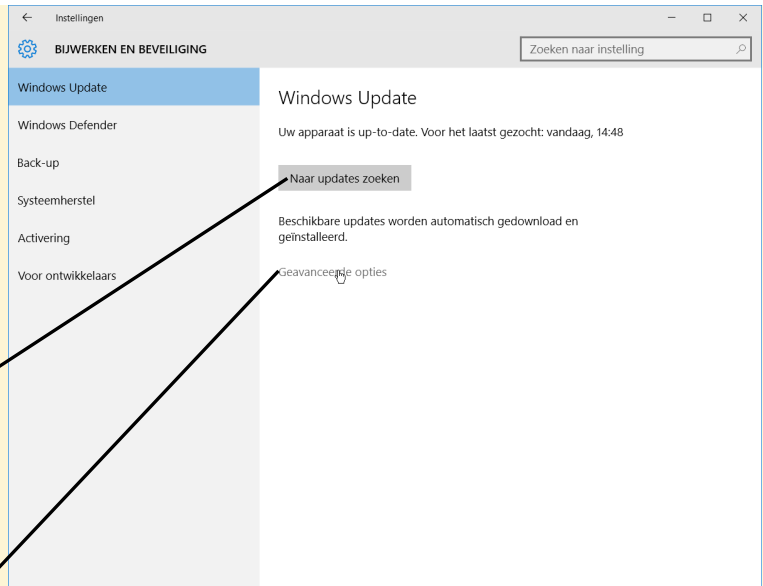 Instellingen
BIJWERKEN EN BEVEILIGING
Zoeken naar instelling
Windows Update
Windows Defender
Back-up
Systeemherstel
Activering
Voor ontwikkelaars
Windows Update
Uw apparaat is up-to-date. Voor het laatst gezocht: vandaag, 14:48
Naar updates zoeken
Beschikbare updates worden automatisch gedownload en
geïnstalleerd.
Geavanceerde opties